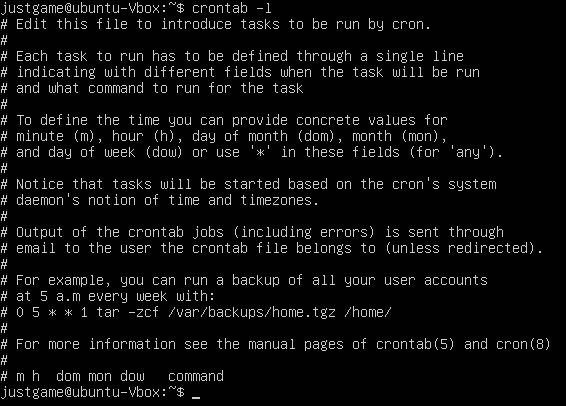 justgame@ubuntu-Vbox:~$ crontab -l
# Edit this file to introduce tasks to be run by cron.
#
# Each task to run has to be defined through a single line
# indicating with different fields when the task will be run
# and what command to run for the task
#
# To define the time you can provide concrete values for
# minute (m), hour (h), day of month (dom), month (mon),
# and day of week (dow) or use '*' in these fields (for 'any').
#
# Notice that tasks will be started based on the cron's system
# daemon's notion of time and timezones.
#
# Output of the crontab jobs (including errors) is sent through
# email to the user the crontab file belongs to (unless redirected).
#
# For example, you can run a backup of all your user accounts
# at 5 a.m every week with:
# 0 5 * * 1 tar -zcf /var/backups/home.tgz /home/
#
# For more information see the manual pages of crontab(5) and cron(8)
#
# m h  dom mon dow   command
justgame@ubuntu-Vbox:~$ _